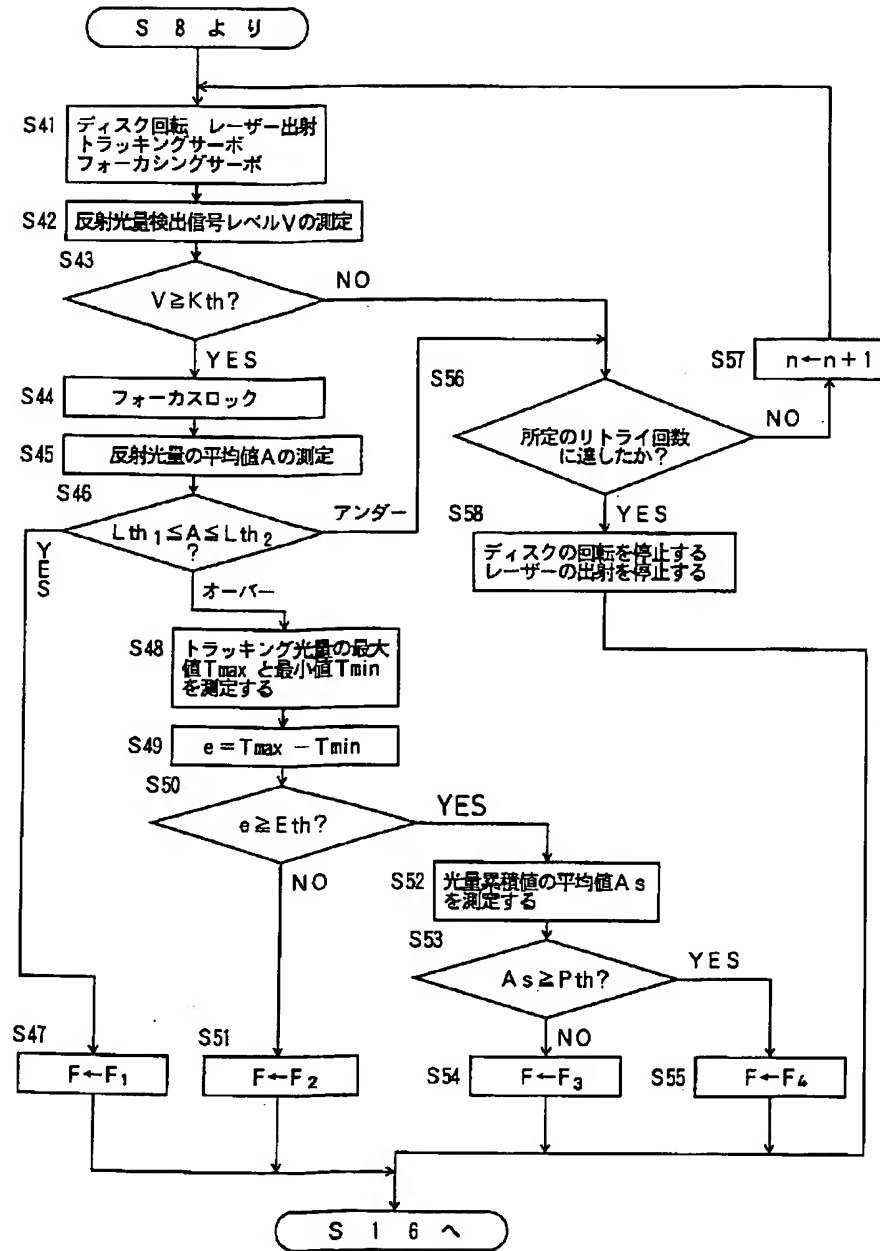 S 8 より
S41
ディスク回転 レーザー出射
トラッキングサーボ
フォーカシングサーボ
S42
反射光量検出信号レベルVの測定
S43
V≧Kth?
NO
YES
S44
フォーカスロック
S45
反射光量の平均値Aの測定
S46
Lth₁≦A≦Lth₂
?
アンダー
YES
オーバー
S56
所定のリトライ回数
に達したか?
NO
S57
n←n+1
YES
S58
ディスクの回転を停止する
レーザーの出射を停止する
S48
トラッキング光量の最大
値Tmaxと最小値Tmin
を測定する
S49
e=Tmax－Tmin
S50
e≧Eth?
YES
NO
S52
光量累積値の平均値As
を測定する
S53
As≧Pth?
YES
NO
S47
F←F₁
S51
F←F₂
S54
F←F₃
S55
F←F₄
S 1 6 へ